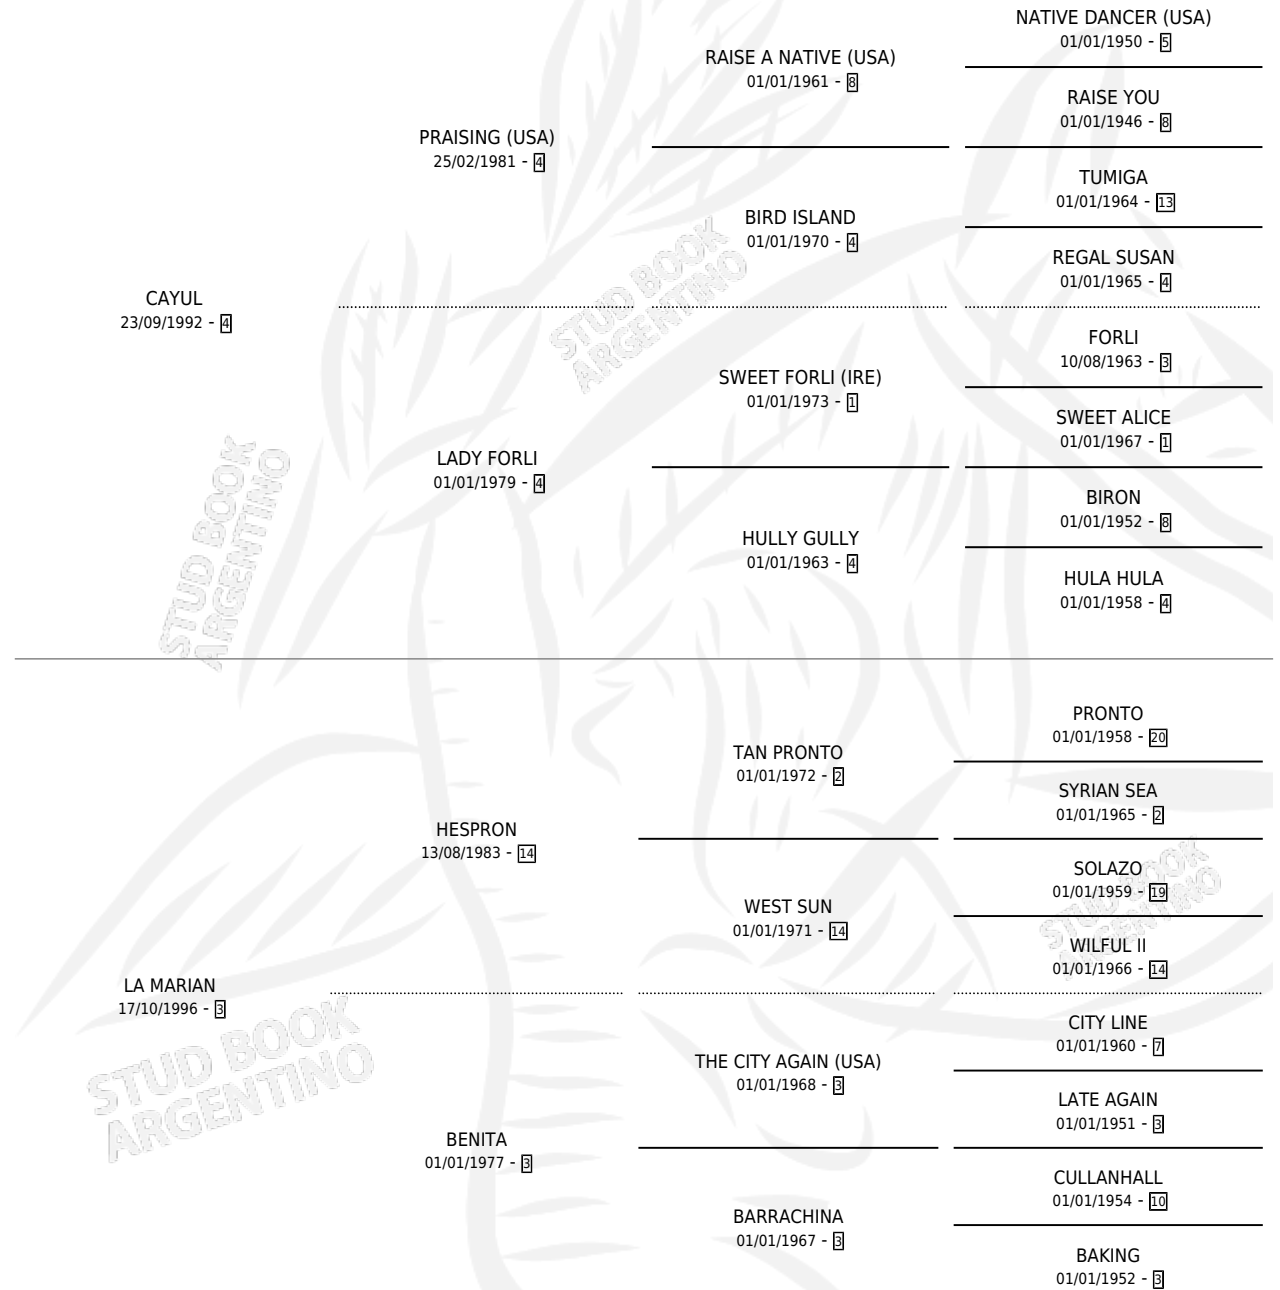 NATIVE DANCER (USA)
01/01/1950 - 5
RAISE A NATIVE (USA)
01/01/1961 - 8
RAISE YOU
01/01/1946 - 8
PRAISING (USA)
25/02/1981 - 4
TUMIGA
01/01/1964 - 13
BIRD ISLAND
01/01/1970 - 4
REGAL SUSAN
01/01/1965 - 4
CAYUL
23/09/1992 - 4
STUD BOOK
ARGENTINO
FORLI
10/08/1963 - 3
SWEET FORLI (IRE)
01/01/1973 - 1
SWEET ALICE
01/01/1967 - 1
LADY FORLI
01/01/1979 - 4
BIRON
01/01/1952 - 8
HULLY GULLY
01/01/1963 - 4
HULA HULA
01/01/1958 - 4
STUD BOOK
ARGENTINO
PRONTO
01/01/1958 - 20
TAN PRONTO
01/01/1972 - 2
SYRIAN SEA
01/01/1965 - 2
HESPRON
13/08/1983 - 14
SOLAZO
01/01/1959 - 19
WEST SUN
01/01/1971 - 14
STUD BOOK
ARGENTINO
WILFUL II
01/01/1966 - 14
LA MARIAN
17/10/1996 - 3
CITY LINE
01/01/1960 - 7
THE CITY AGAIN (USA)
01/01/1968 - 3
LATE AGAIN
01/01/1951 - 3
STUD BOOK
ARGENTINO
BENITA
01/01/1977 - 3
CULLANHALL
01/01/1954 - 10
BARRACHINA
01/01/1967 - 3
BAKING
01/01/1952 - 3